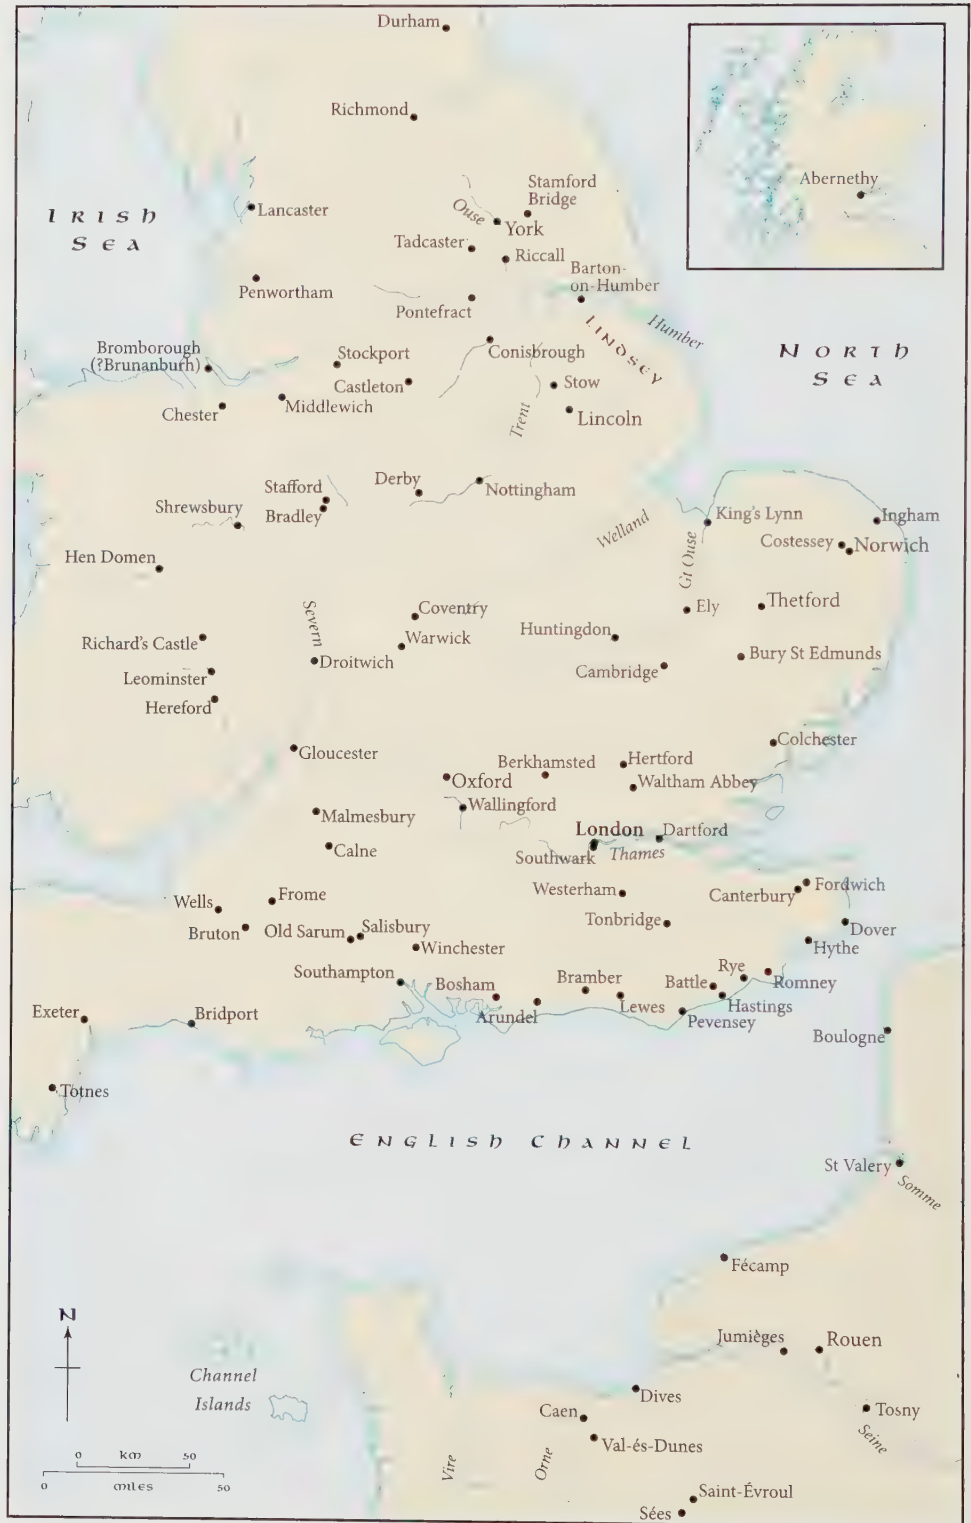 Durham
Richmond
Abernethy
Stamford
Bridge
IRISH
SEA
Lancaster
Ouse
York
Tadcaster
Riccall
Barton-
on-Humber
Penwortham
Pontefract
LINDSEY
Humber
NORTH
SEA
Bromborough
(?Brunanburh)
Stockport
Conisbrough
Castleton
Stow
Chester
Middlewich
Trent
Lincoln
Stafford
Derby
Nottingham
Shrewsbury
Bradley
Welland
King's Lynn
Ingham
Costessey
Norwich
Hen Domen
Gt Ouse
Severn
Coventry
Ely
Thetford
Richard's Castle
Warwick
Huntingdon
Droitwich
Bury St Edmunds
Leominster
Cambridge
Hereford
Gloucester
Colchester
Berkhamsted
Hertford
Oxford
Waltham Abbey
Malmesbury
Wallingford
London
Dartford
Calne
Southwark
Thames
Westerham
Canterbury
Fordwich
Wells
Frome
Tonbridge
Dover
Bruton
Old Sarum
Salisbury
Winchester
Hythe
Southampton
Bosham
Bramber
Battle
Rye
Romney
Exeter
Bridport
Arundel
Lewes
Hastings
Pevensey
Boulogne
Totnes
ENGLISH CHANNEL
St Valery
Somme
Fécamp
N
Jumièges
Rouen
Channel
Islands
Dives
Caen
Tosny
Val-és-Dunes
Seine
Vire
Orne
0 km 50
0 miles 50
Saint-Évroul
Sées